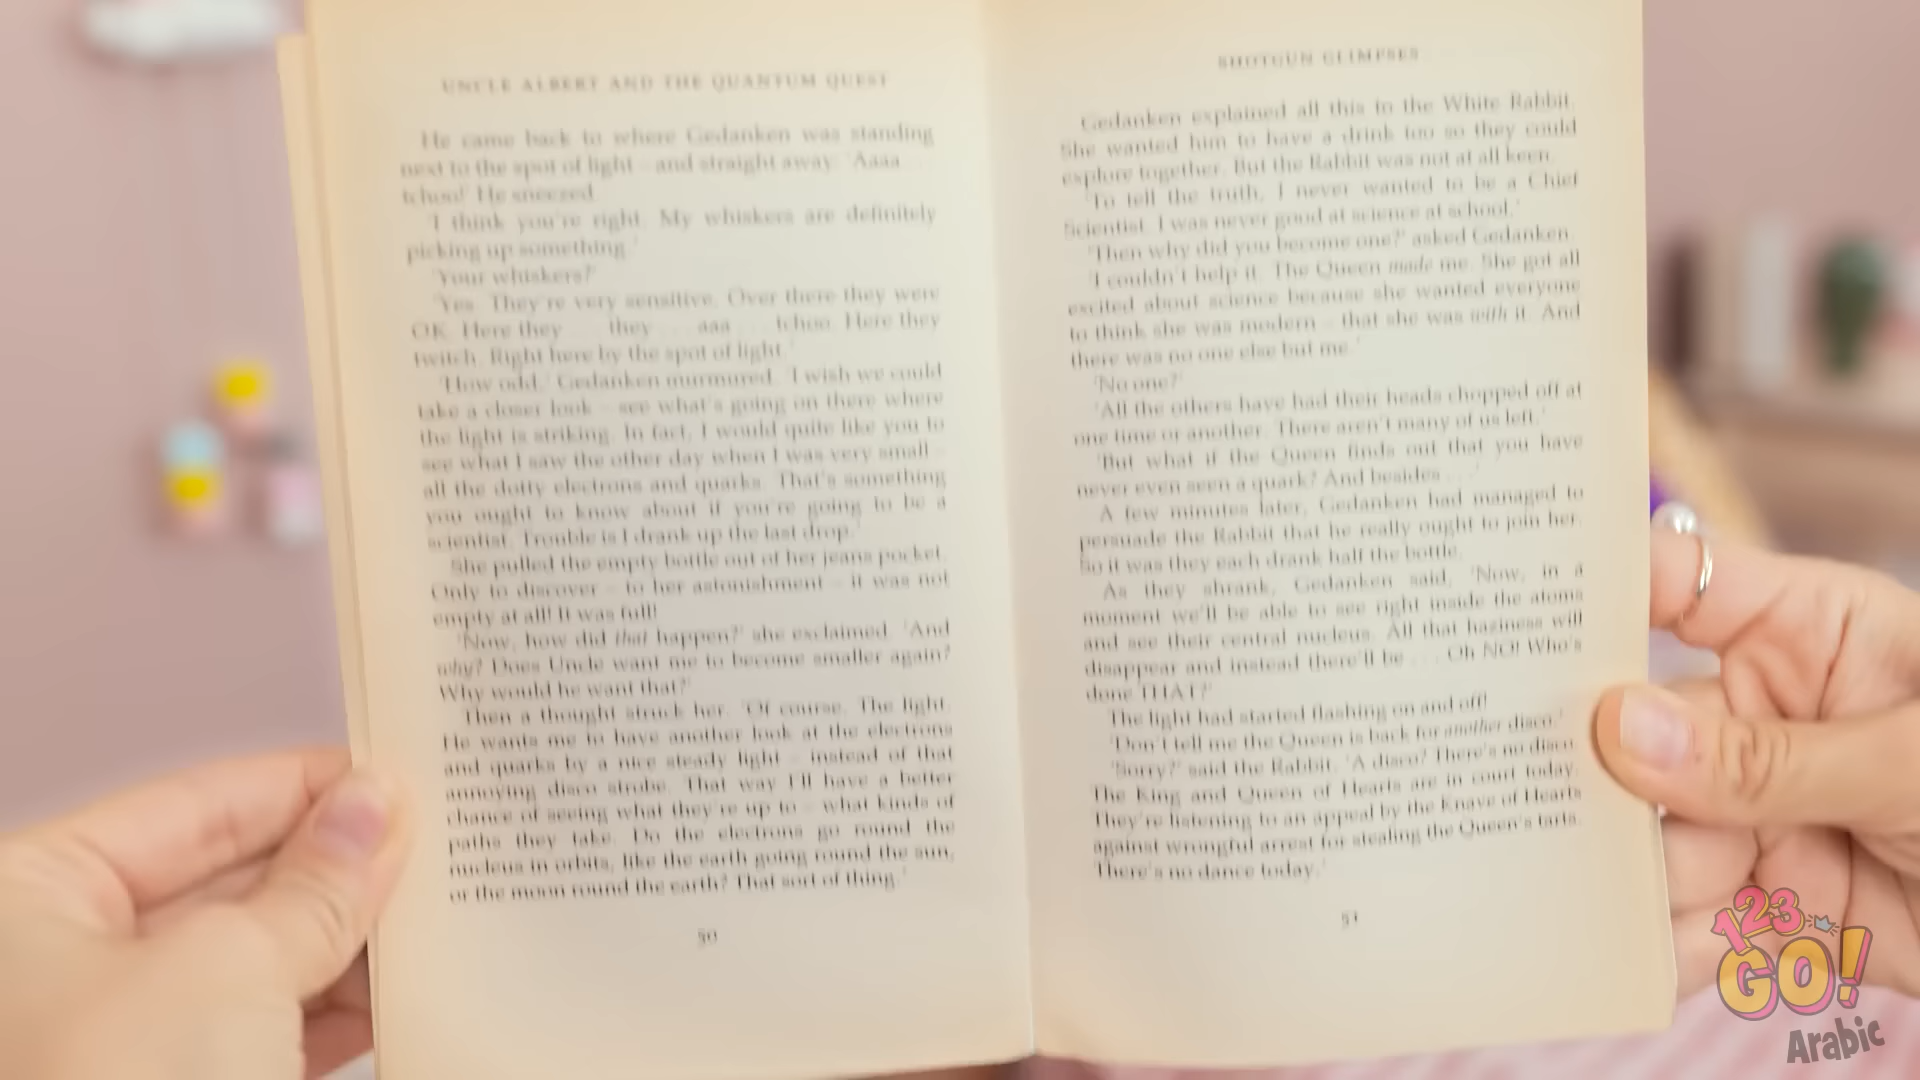 UNCLE ALBERT AND THE QUANTUM QUEST
He came back to where Gedanken was standing
next to the spot of light – and straight away: 'Aaaa . . .
tchoo!' He sneezed.
'I think you're right. My whiskers are definitely
picking up something.'
'Your whiskers?'
'Yes. They're very sensitive. Over there they were
OK. Here they . . . they . . . aaa . . . tchoo. Here they
twitch. Right here by the spot of light.'
'How odd,' Gedanken murmured. 'I wish we could
take a closer look – see what's going on there where
the light is striking. In fact, I would quite like you to
see what I saw the other day when I was very small –
all the dotty electrons and quarks. That's something
you ought to know about if you're going to be a
scientist. Trouble is I drank up the last drop.'
She pulled the empty bottle out of her jeans pocket.
Only to discover – to her astonishment – it was not
empty at all! It was full!
'Now, how did that happen?' she exclaimed. 'And
why? Does Uncle want me to become smaller again?
Why would he want that?'
Then a thought struck her. 'Of course. The light.
He wants me to have another look at the electrons
and quarks by a nice steady light – instead of that
annoying disco strobe. That way I'll have a better
chance of seeing what they're up to – what kinds of
paths they take. Do the electrons go round the
nucleus in orbits, like the earth going round the sun,
or the moon round the earth? That sort of thing.'
50
SHOTGUN GLIMPSES
Gedanken explained all this to the White Rabbit.
She wanted him to have a drink too so they could
explore together. But the Rabbit was not at all keen.
'To tell the truth, I never wanted to be a Chief
Scientist. I was never good at science at school.'
'Then why did you become one?' asked Gedanken.
'I couldn't help it. The Queen made me. She got all
excited about science because she wanted everyone
to think she was modern – that she was with it. And
there was no one else but me.'
'No one?'
'All the others have had their heads chopped off at
one time or another. There aren't many of us left.'
'But what if the Queen finds out that you have
never even seen a quark? And besides . . .'
A few minutes later, Gedanken had managed to
persuade the Rabbit that he really ought to join her.
So it was they each drank half the bottle.
As they shrank, Gedanken said, 'Now, in a
moment we'll be able to see right inside the atoms
and see their central nucleus. All that haziness will
disappear and instead there'll be . . . Oh NO! Who's
done THAT?'
The light had started flashing on and off!
'Don't tell me the Queen is back for another disco.'
'Sorry?' said the Rabbit. 'A disco? There's no disco.
The King and Queen of Hearts are in court today.
They're listening to an appeal by the Knave of Hearts
against wrongful arrest for stealing the Queen's tarts.
There's no dance today.'
51
123
GO!
Arabic